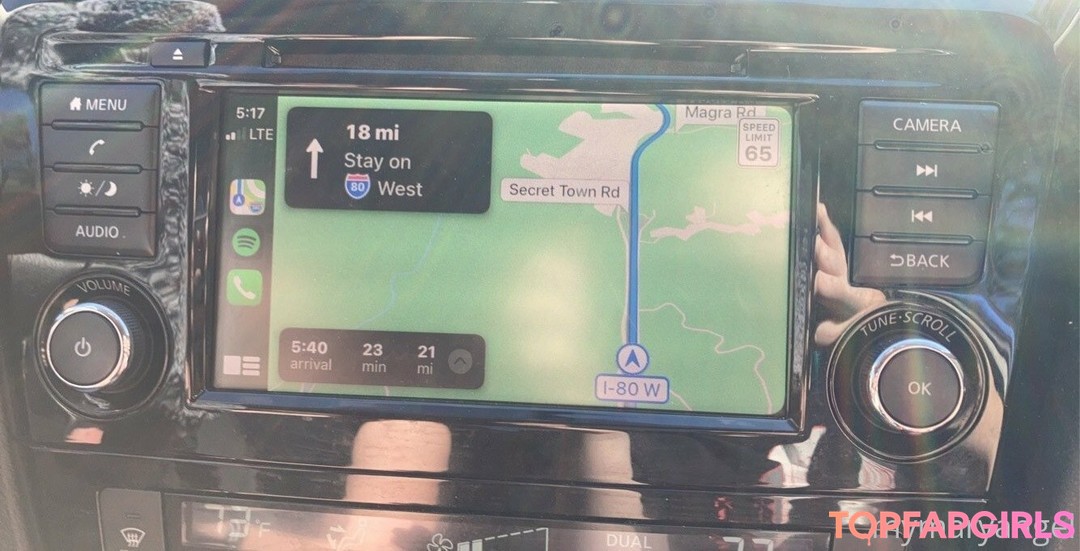 MENU
AUDIO
VOLUME
5:17
LTE
18 mi
Stay on
80 West
Magra Rd
SPEED
LIMIT
65
Secret Town Rd
5:40
arrival
23
min
21
mi
I-80 W
CAMERA
BACK
TUNE·SCROLL
OK
DUAL
TOPFAPGIRLS